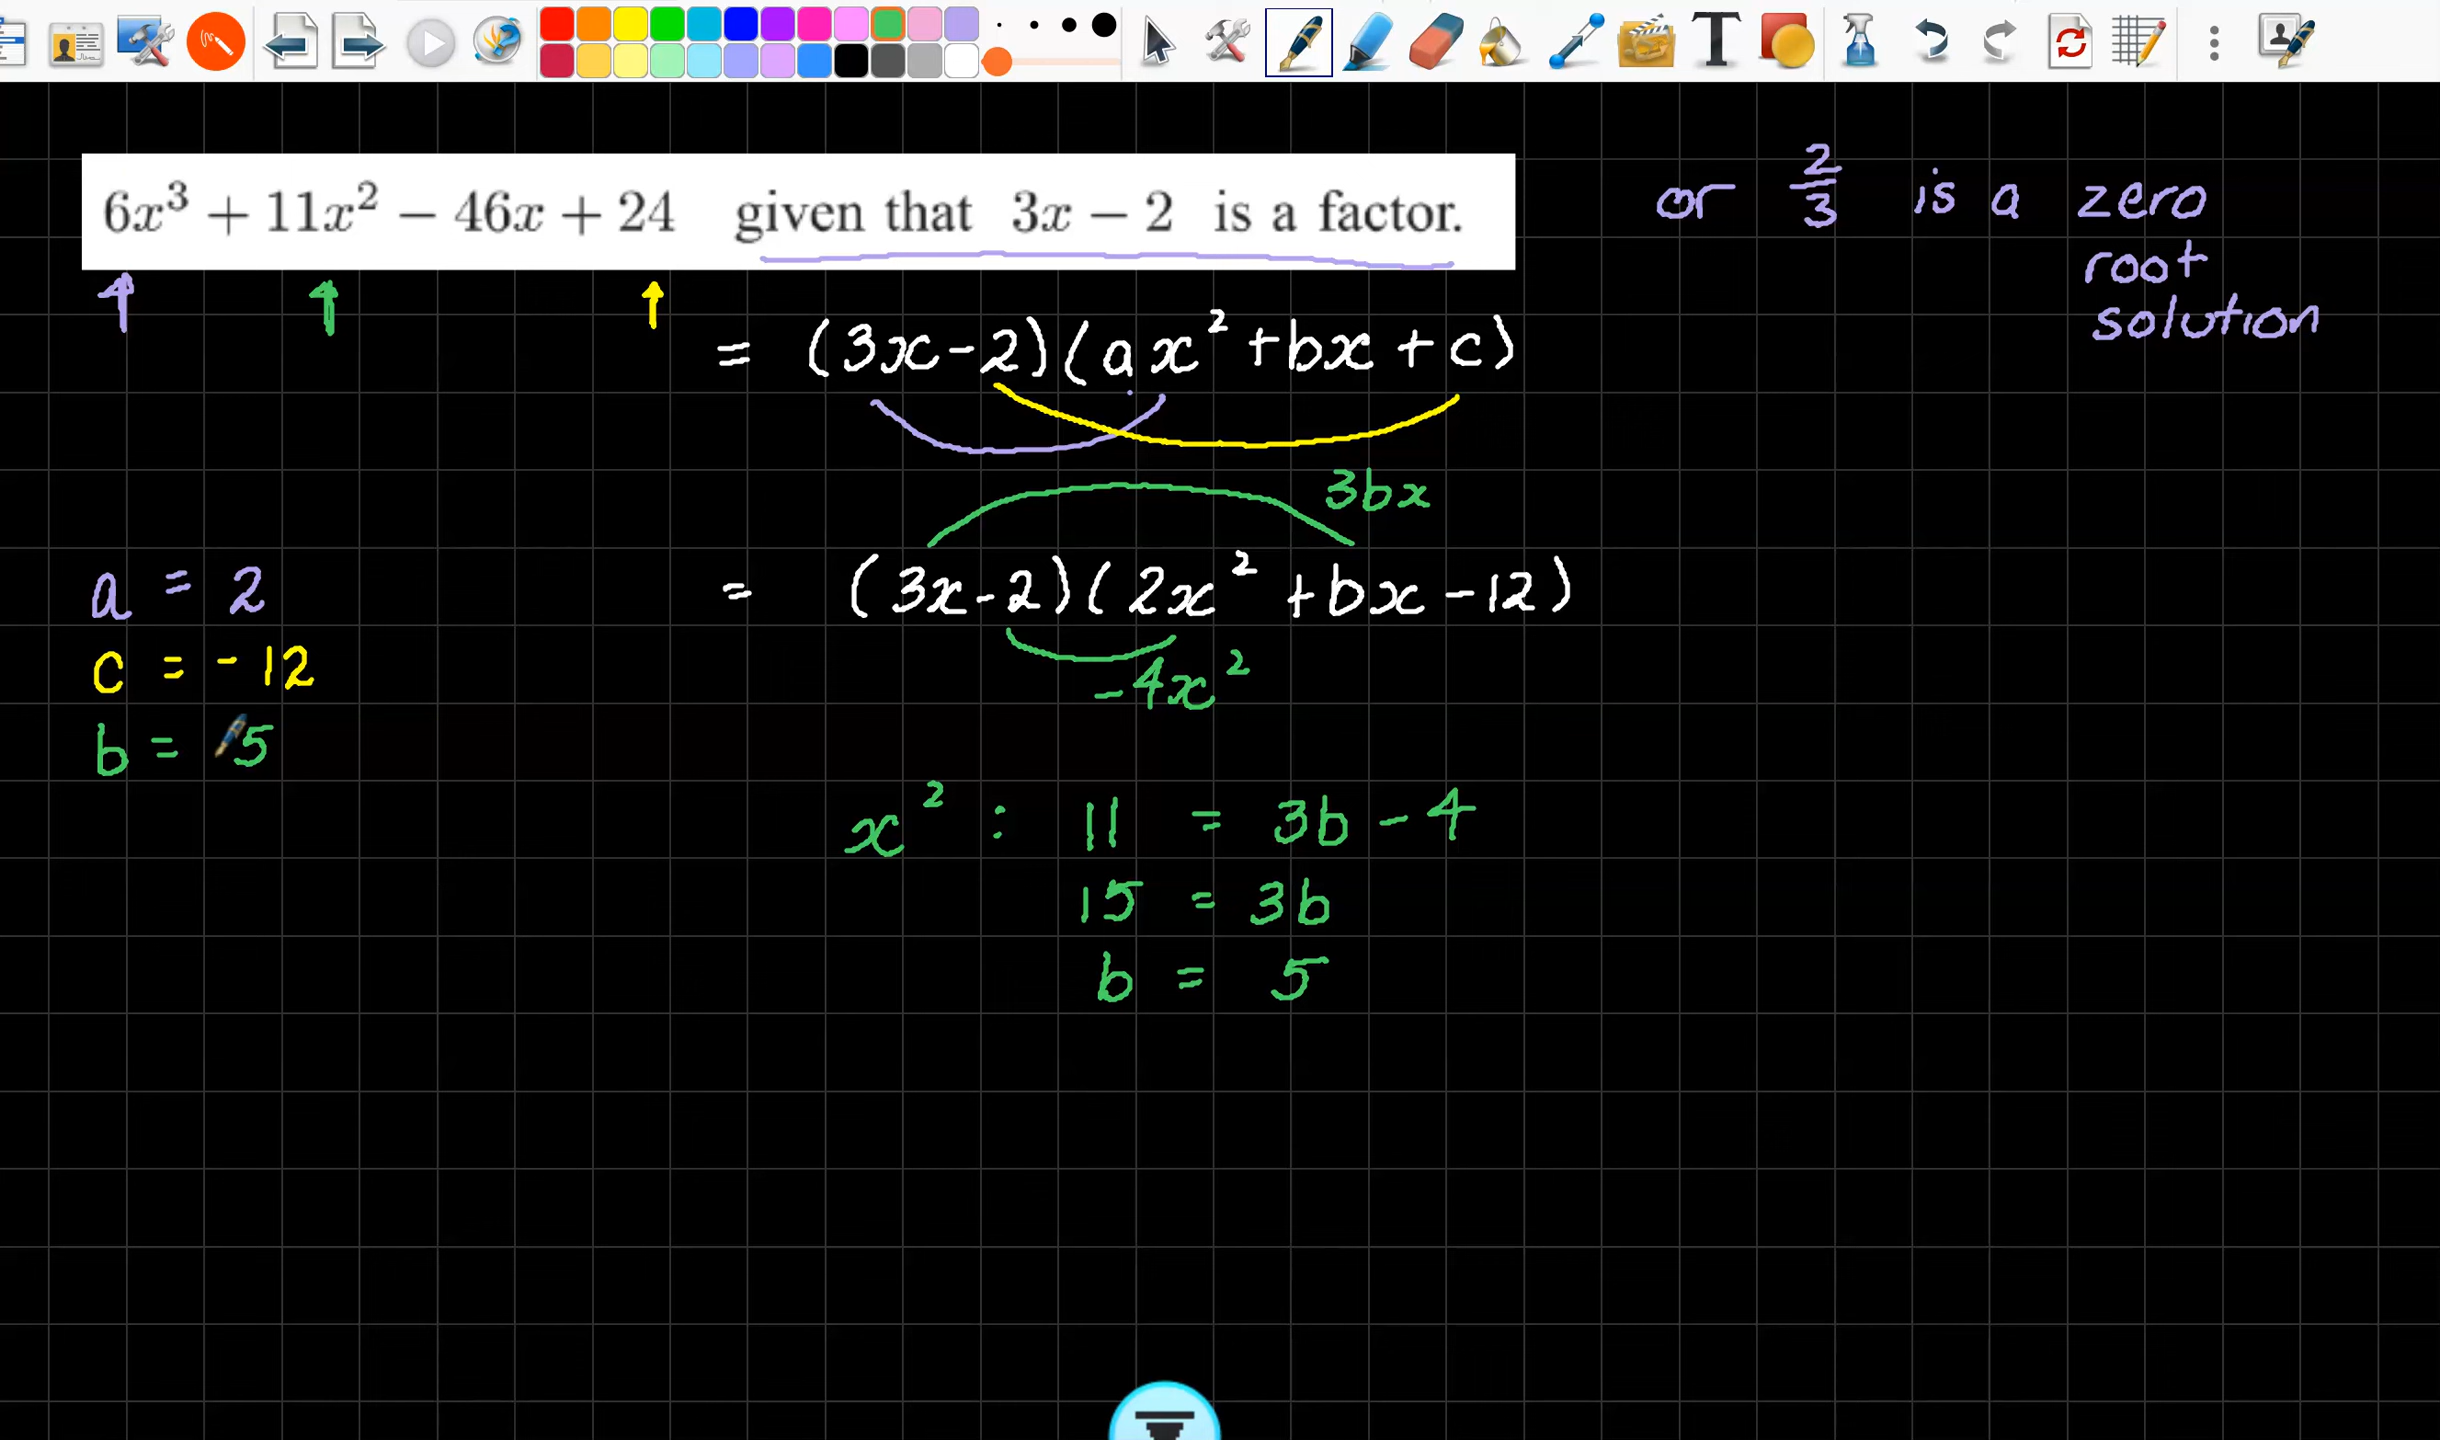 6x³ + 11x² − 46x + 24 given that 3x − 2 is a factor.
or 2/3 is a zero
root
solution
= (3x-2)(ax² +bx +c)
3bx
a = 2
= (3x-2)(2x² +bx -12)
c = -12
-4x²
b = 5
x² : 11 = 3b - 4
15 = 3b
b = 5
T